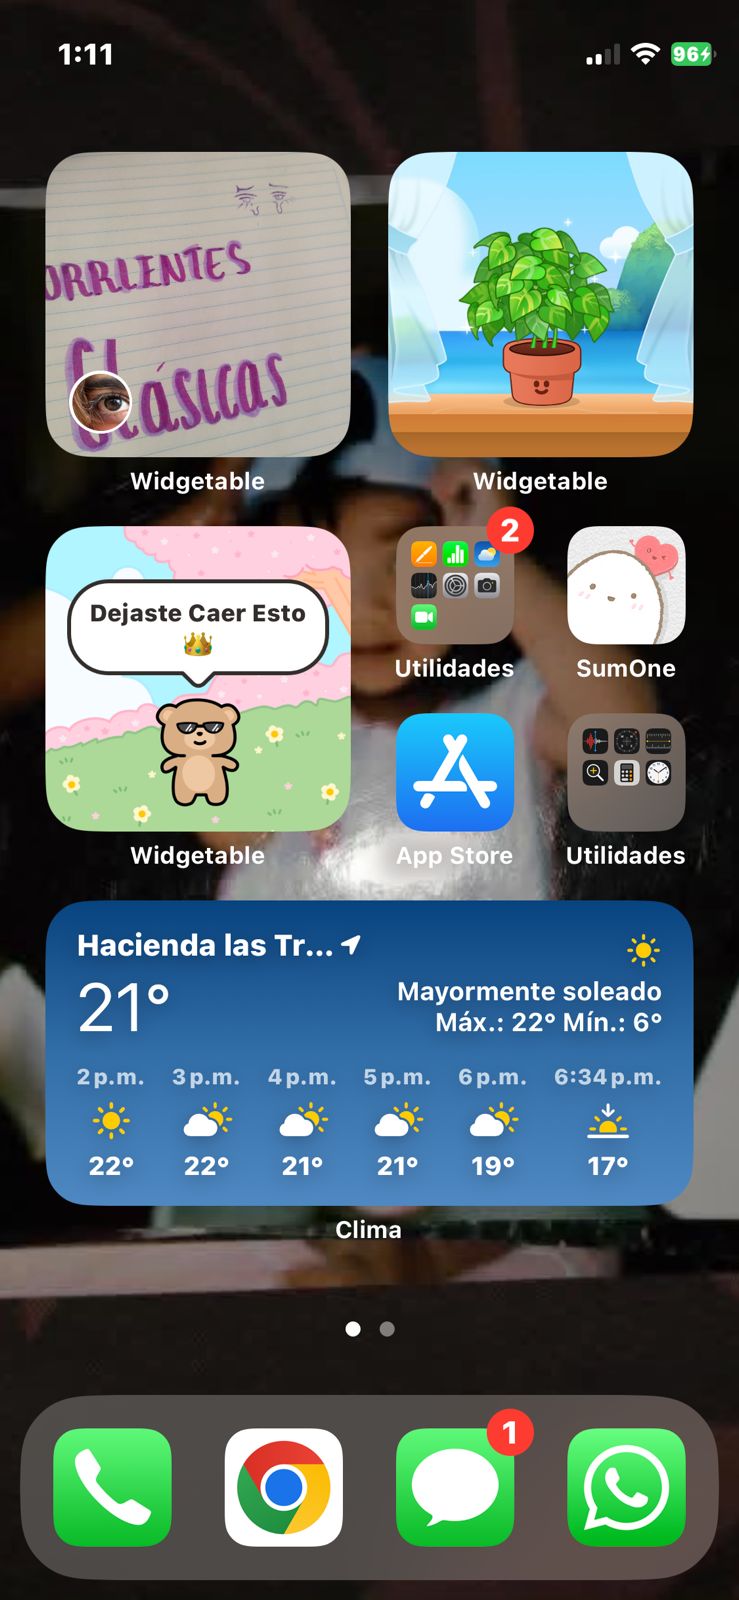 1:11
96
ORRIENTES
Clásicas
Widgetable
Widgetable
Dejaste Caer Esto
👑
Widgetable
2
Utilidades
SumOne
App Store
Utilidades
Hacienda las Tr...
21°
Mayormente soleado
Máx.: 22° Mín.: 6°
2 p.m. 3 p.m. 4 p.m. 5 p.m. 6 p.m. 6:34 p.m.
22° 22° 21° 21° 19° 17°
Clima
1